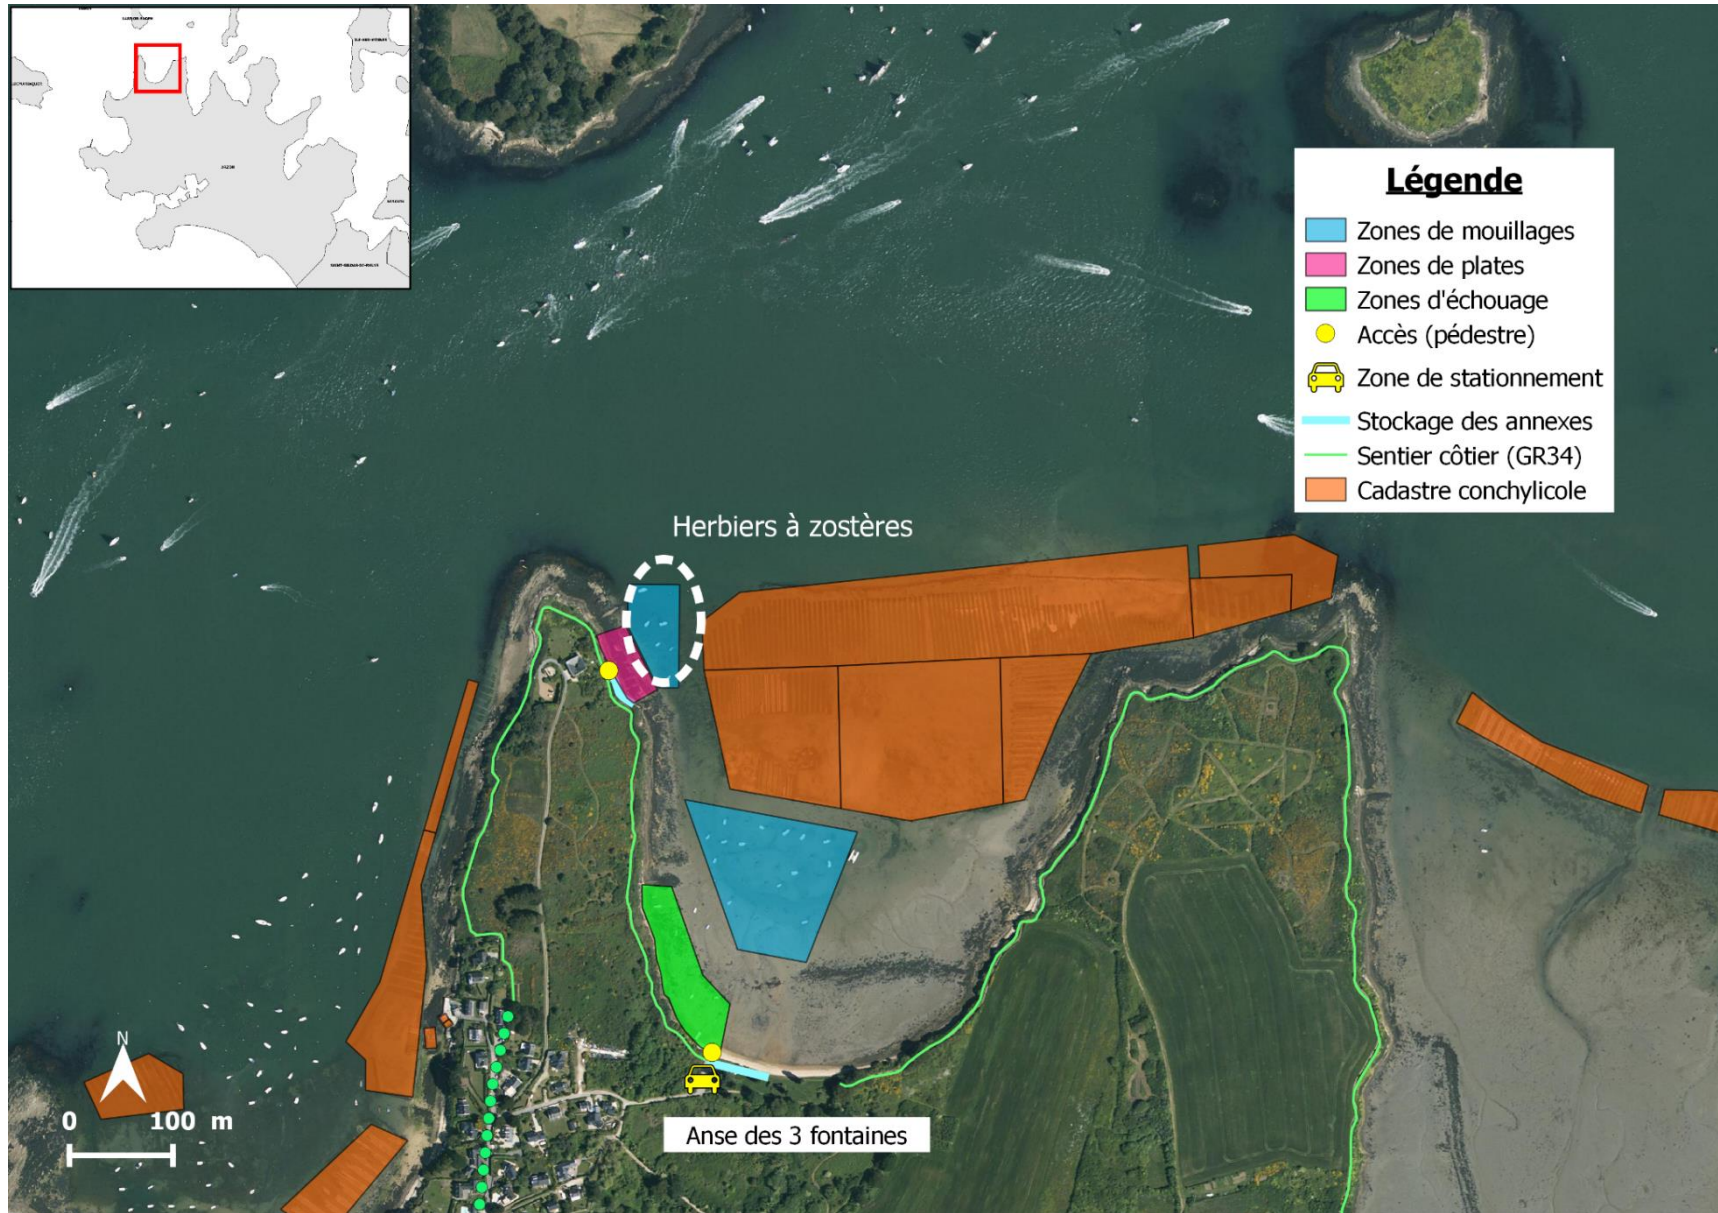 ARZON
Légende
Zones de mouillages
Zones de plates
Zones d'échouage
Accès (pédestre)
Zone de stationnement
Stockage des annexes
Sentier côtier (GR34)
Cadastre conchylicole
Herbiers à zostères
N
0 100 m
Anse des 3 fontaines